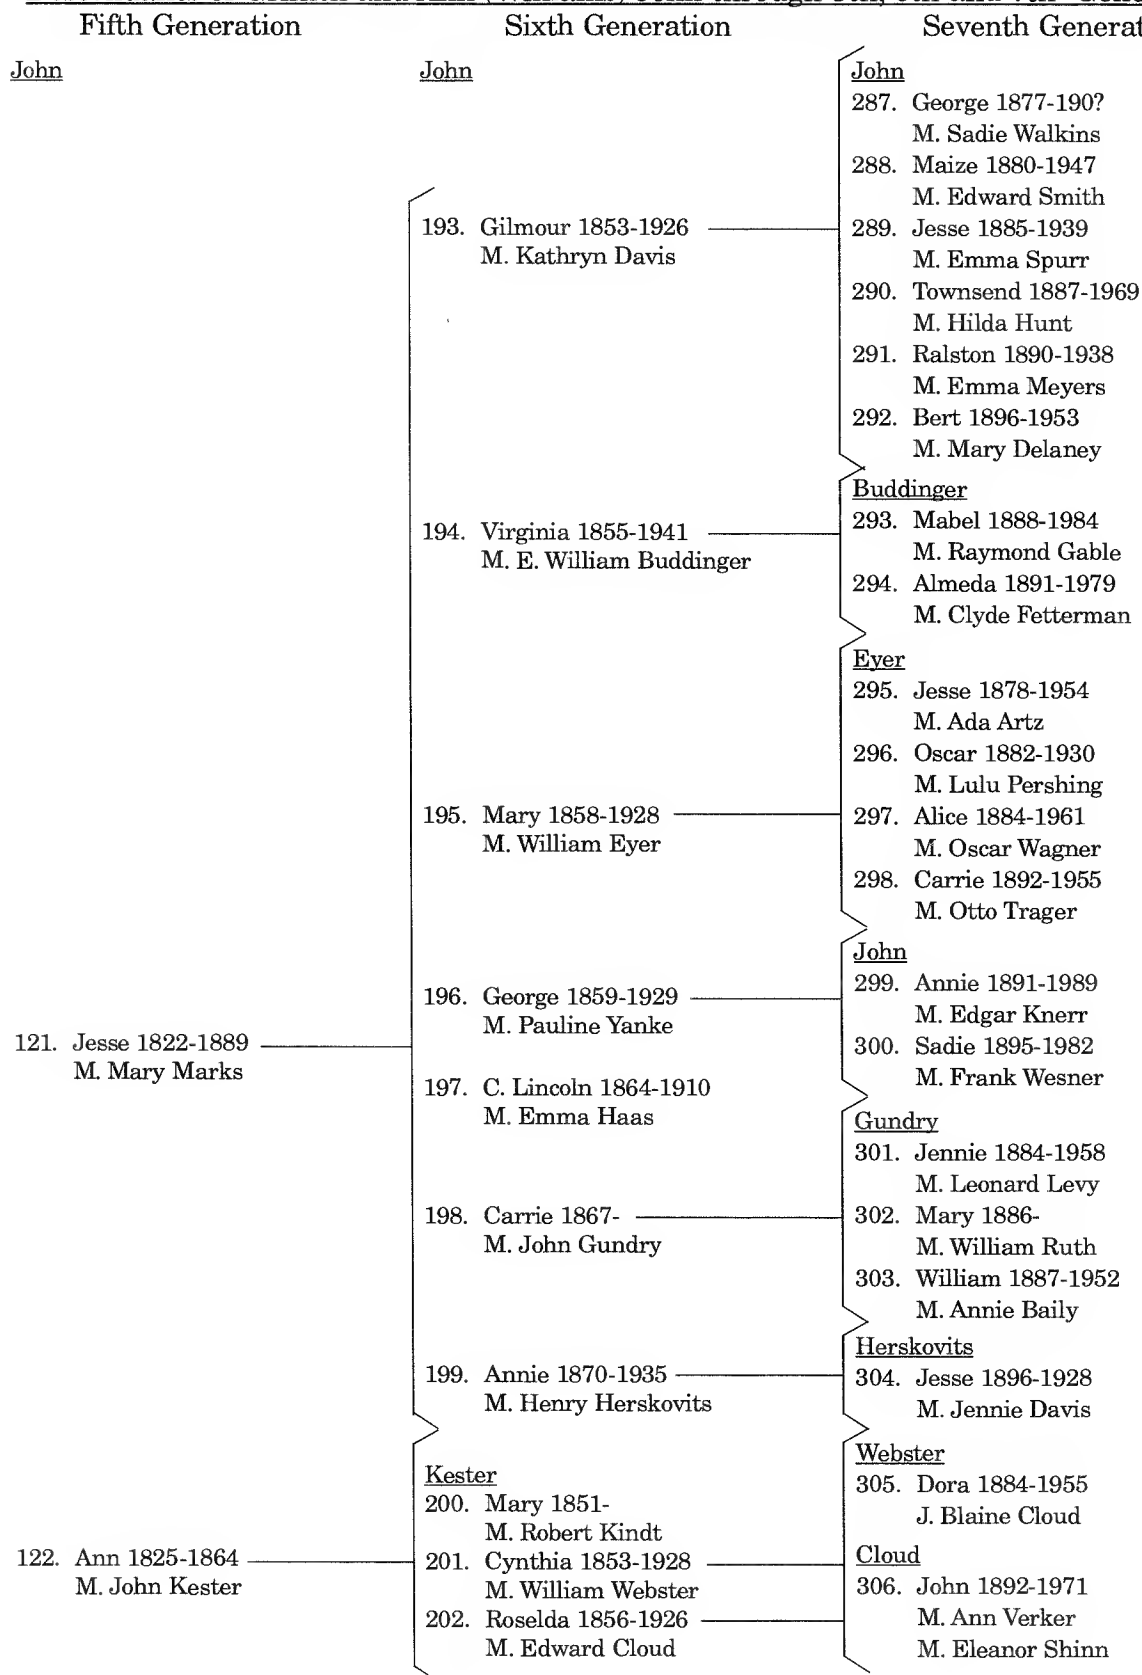 Fifth Generation
John
121. Jesse 1822-1889
M. Mary Marks
122. Ann 1825-1864
M. John Kester
Sixth Generation
John
193. Gilmour 1853-1926
M. Kathryn Davis
194. Virginia 1855-1941
M. E. William Buddinger
195. Mary 1858-1928
M. William Eyer
196. George 1859-1929
M. Pauline Yanke
197. C. Lincoln 1864-1910
M. Emma Haas
198. Carrie 1867-
M. John Gundry
199. Annie 1870-1935
M. Henry Herskovits
Kester
200. Mary 1851-
M. Robert Kindt
201. Cynthia 1853-1928
M. William Webster
202. Roselda 1856-1926
M. Edward Cloud
Seventh Generat
John
287. George 1877-190?
M. Sadie Walkins
288. Maize 1880-1947
M. Edward Smith
289. Jesse 1885-1939
M. Emma Spurr
290. Townsend 1887-1969
M. Hilda Hunt
291. Ralston 1890-1938
M. Emma Meyers
292. Bert 1896-1953
M. Mary Delaney
Buddinger
293. Mabel 1888-1984
M. Raymond Gable
294. Almeda 1891-1979
M. Clyde Fetterman
Eyer
295. Jesse 1878-1954
M. Ada Artz
296. Oscar 1882-1930
M. Lulu Pershing
297. Alice 1884-1961
M. Oscar Wagner
298. Carrie 1892-1955
M. Otto Trager
John
299. Annie 1891-1989
M. Edgar Knerr
300. Sadie 1895-1982
M. Frank Wesner
Gundry
301. Jennie 1884-1958
M. Leonard Levy
302. Mary 1886-
M. William Ruth
303. William 1887-1952
M. Annie Baily
Herskovits
304. Jesse 1896-1928
M. Jennie Davis
Webster
305. Dora 1884-1955
J. Blaine Cloud
Cloud
306. John 1892-1971
M. Ann Verker
M. Eleanor Shinn